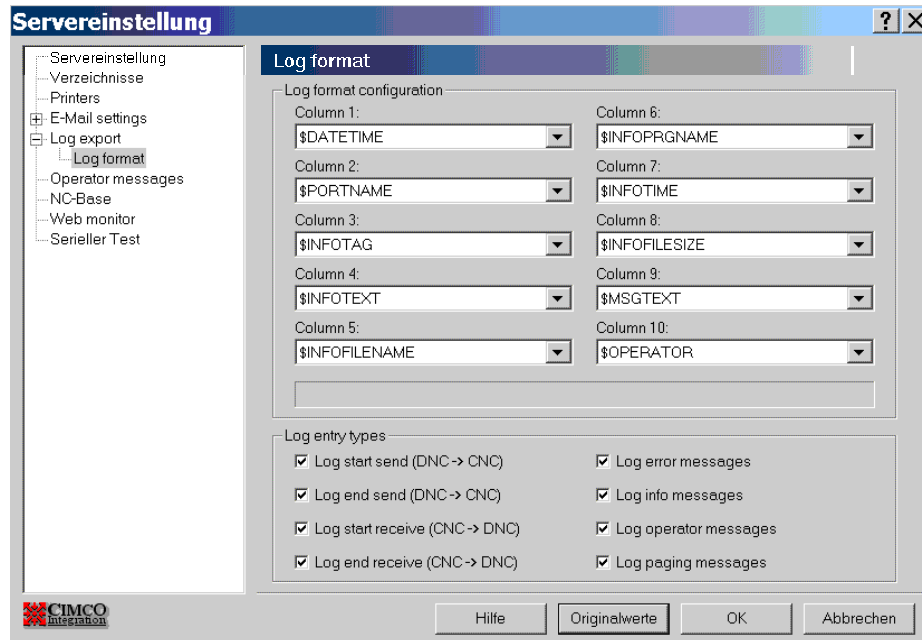 Servereinstellung
Servereinstellung
Verzeichnisse
Printers
E-Mail settings
Log export
Log format
Operator messages
NC-Base
Web monitor
Serieller Test
Log format
Log format configuration
Column 1:
$DATETIME
Column 2:
$PORTNAME
Column 3:
$INFOTAG
Column 4:
$INFOTEXT
Column 5:
$INFOFILENAME
Column 6:
$INFOPRGNAME
Column 7:
$INFOTIME
Column 8:
$INFOFILESIZE
Column 9:
$MSGTEXT
Column 10:
$OPERATOR
Log entry types
Log start send (DNC -> CNC)
Log end send (DNC -> CNC)
Log start receive (CNC -> DNC)
Log end receive (CNC -> DNC)
Log error messages
Log info messages
Log operator messages
Log paging messages
CIMCO
Integration
Hilfe
Originalwerte
OK
Abbrechen